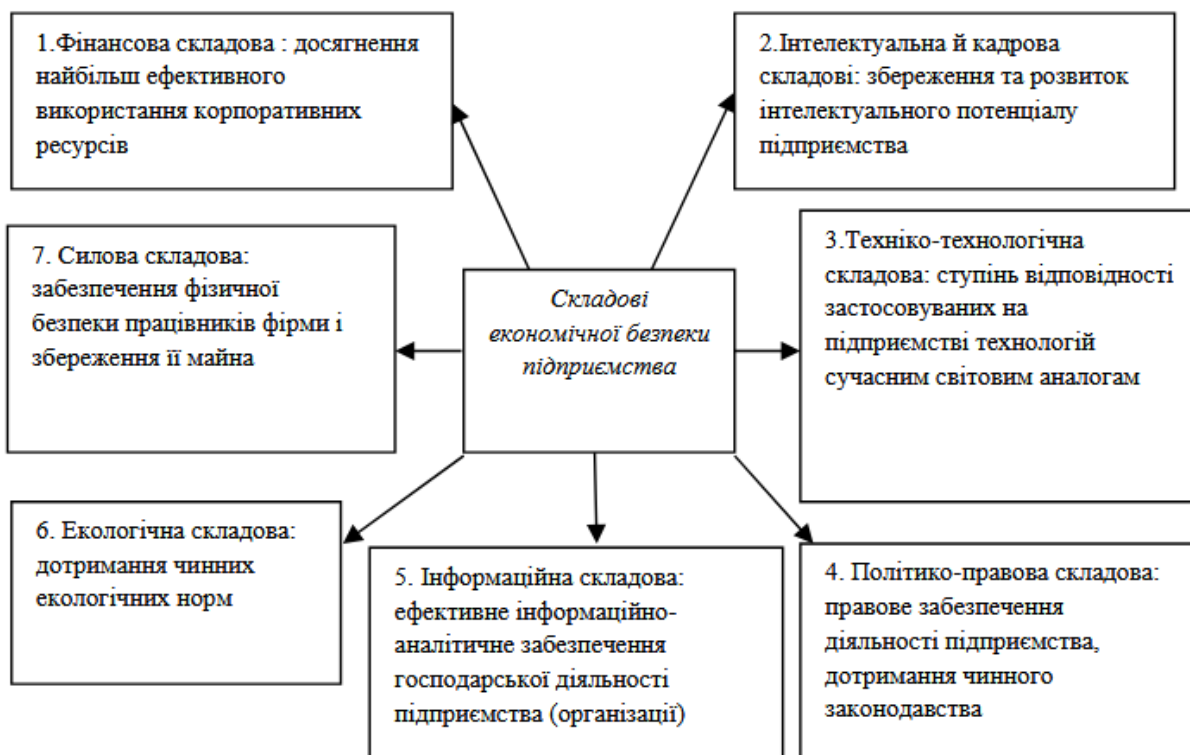 1.Фінансова складова : досягнення
найбільш ефективного
використання корпоративних
ресурсів
2.Інтелектуальна й кадрова
складові: збереження та розвиток
інтелектуального потенціалу
підприємства
7. Силова складова:
забезпечення фізичної
безпеки працівників фірми і
збереження її майна
Складові
економічної безпеки
підприємства
3.Техніко-технологічна
складова: ступінь відповідності
застосовуваних на
підприємстві технологій
сучасним світовим аналогам
6. Екологічна складова:
дотримання чинних
екологічних норм
5. Інформаційна складова:
ефективне інформаційно-
аналітичне забезпечення
господарської діяльності
підприємства (організації)
4. Політико-правова складова:
правове забезпечення
діяльності підприємства,
дотримання чинного
законодавства